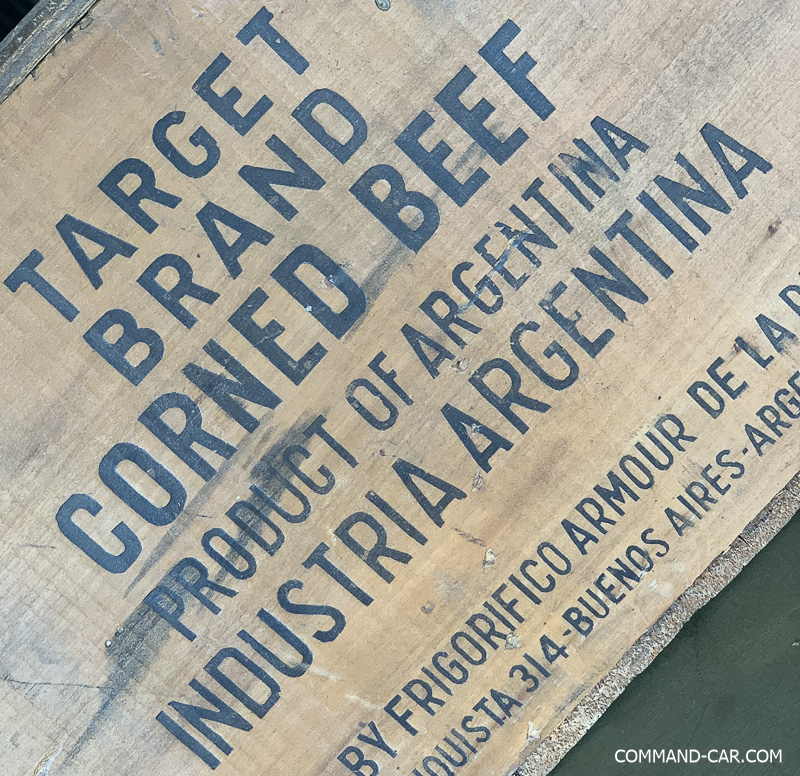 TARGET
BRAND
CORNED BEEF
PRODUCT OF ARGENTINA
INDUSTRIA ARGENTINA
BY FRIGORIFICO ARMOUR DE LA
314-BUENOS AIRES-ARGE
COMMAND-CAR.COM